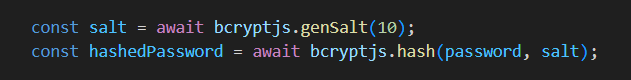 const salt = await bcryptjs.genSalt(10);
const hashedPassword = await bcryptjs.hash(password, salt);